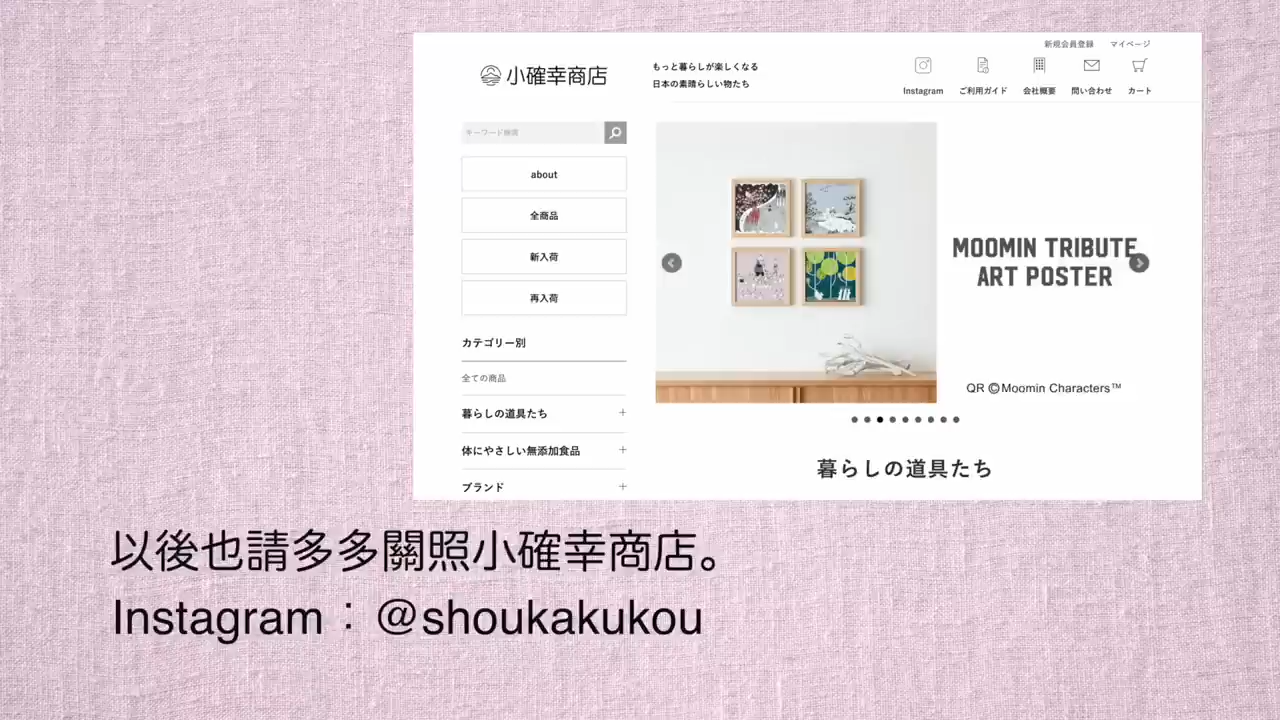 新規会員登録 マイページ
小確幸商店
もっと暮らしが楽しくなる
日本の素晴らしい物たち
Instagram ご利用ガイド 会社概要 問い合わせ カート
キーワード検索
about
全商品
新入荷
再入荷
カテゴリー別
全ての商品
暮らしの道具たち +
体にやさしい無添加食品 +
ブランド +
MOOMIN TRIBUTE
ART POSTER
QR ©Moomin Characters™
暮らしの道具たち
以後也請多多關照小確幸商店。
Instagram：@shoukakukou